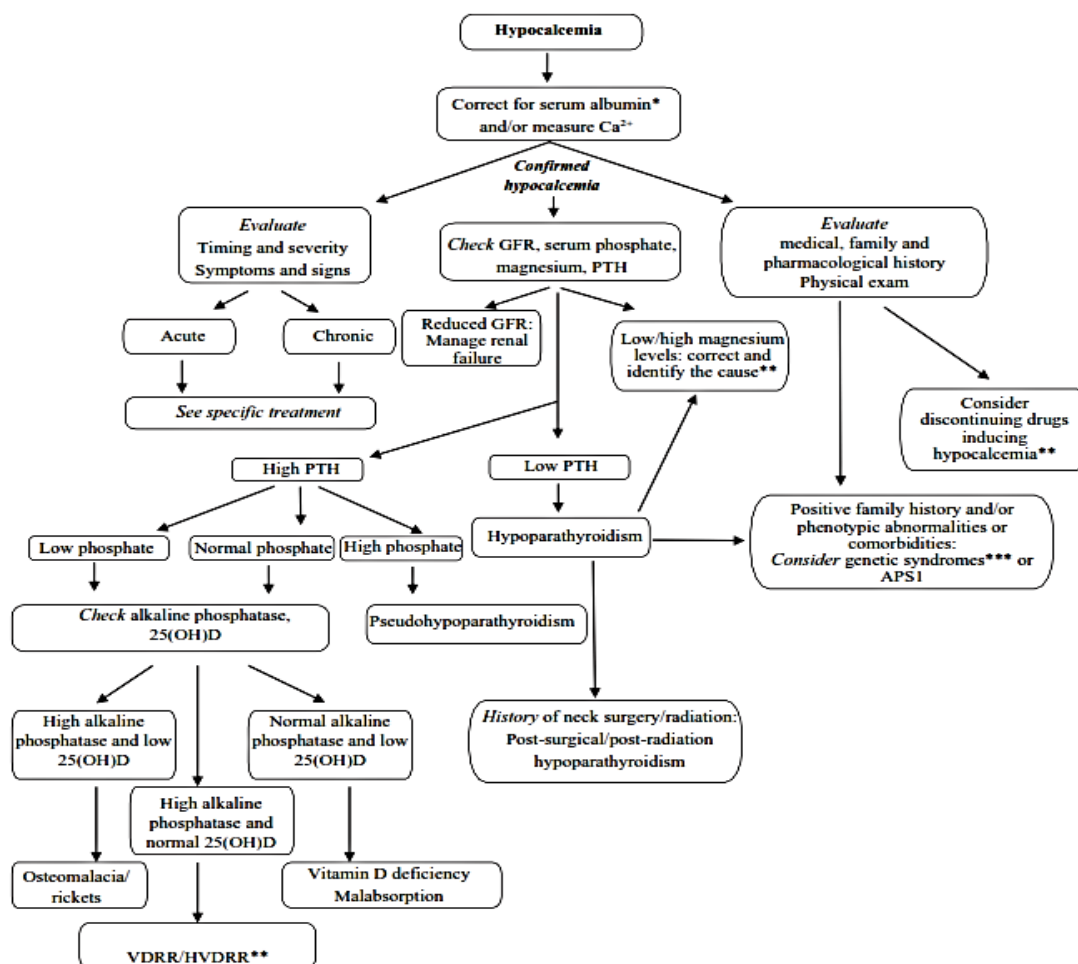 Hypocalcemia
Correct for serum albumin*
and/or measure Ca²⁺
Confirmed
hypocalcemia
Evaluate
Timing and severity
Symptoms and signs
Check GFR, serum phosphate,
magnesium, PTH
Evaluate
medical, family and
pharmacological history
Physical exam
Acute
Chronic
Reduced GFR:
Manage renal
failure
Low/high magnesium
levels: correct and
identify the cause**
See specific treatment
Consider
discontinuing drugs
inducing
hypocalcemia**
High PTH
Low PTH
Low phosphate
Normal phosphate
High phosphate
Hypoparathyroidism
Positive family history and/or
phenotypic abnormalities or
comorbidities:
Consider genetic syndromes*** or
APS1
Check alkaline phosphatase,
25(OH)D
Pseudohypoparathyroidism
High alkaline
phosphatase and low
25(OH)D
Normal alkaline
phosphatase and low
25(OH)D
History of neck surgery/radiation:
Post-surgical/post-radiation
hypoparathyroidism
High alkaline
phosphatase and
normal 25(OH)D
Osteomalacia/
rickets
Vitamin D deficiency
Malabsorption
VDRR/HVDRR**